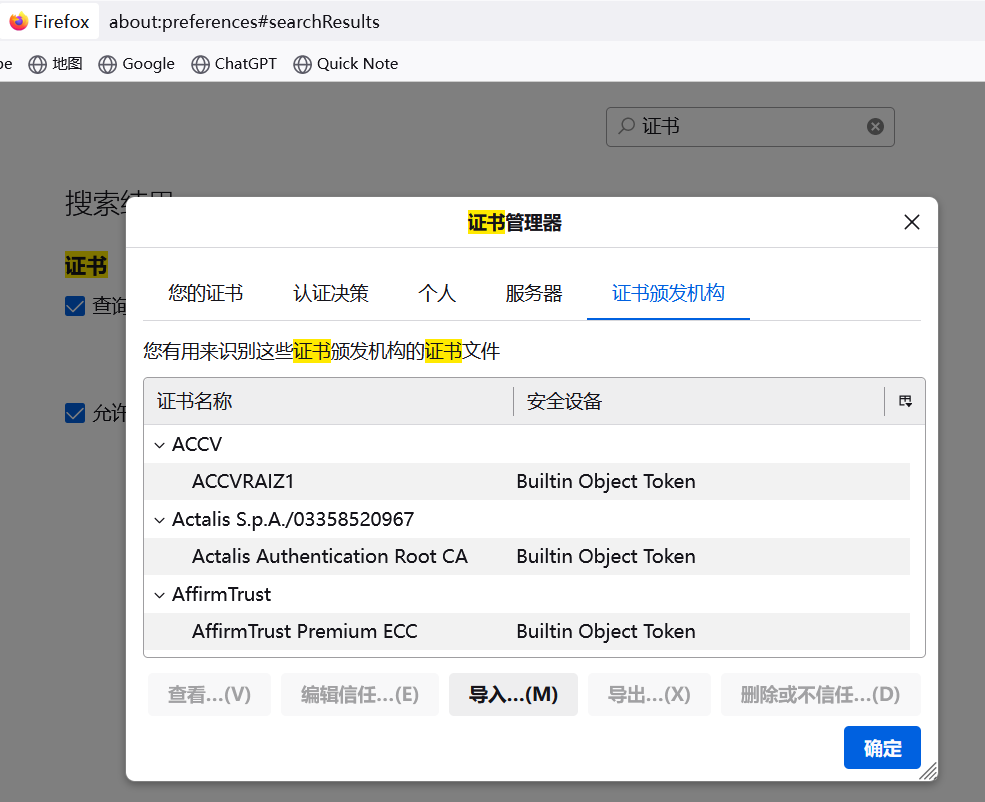 Firefox about:preferences#searchResults
地图 Google ChatGPT Quick Note
证书
搜索结果
证书管理器
证书
您的证书 认证决策 个人 服务器 证书颁发机构
查询
您有用来识别这些证书颁发机构的证书文件
证书名称 安全设备
允许
ACCV
ACCVRAIZ1 Builtin Object Token
Actalis S.p.A./03358520967
Actalis Authentication Root CA Builtin Object Token
AffirmTrust
AffirmTrust Premium ECC Builtin Object Token
查看...(V) 编辑信任...(E) 导入...(M) 导出...(X) 删除或不信任...(D)
确定